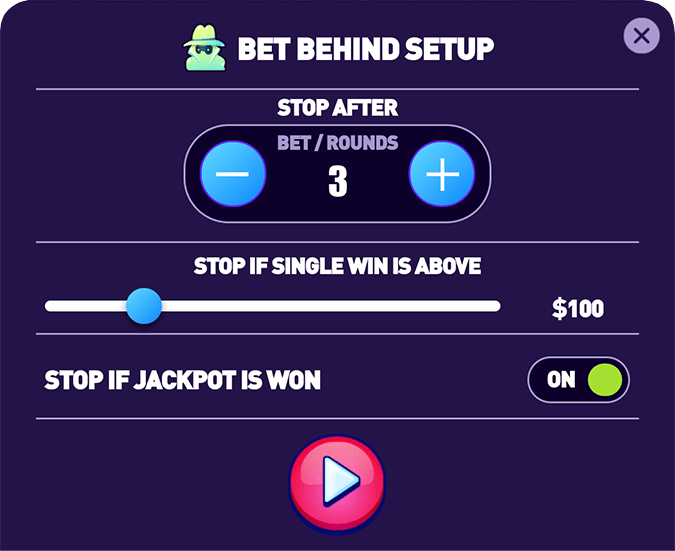 BET BEHIND SETUP
STOP AFTER
BET / ROUNDS
3
STOP IF SINGLE WIN IS ABOVE
$100
STOP IF JACKPOT IS WON
ON